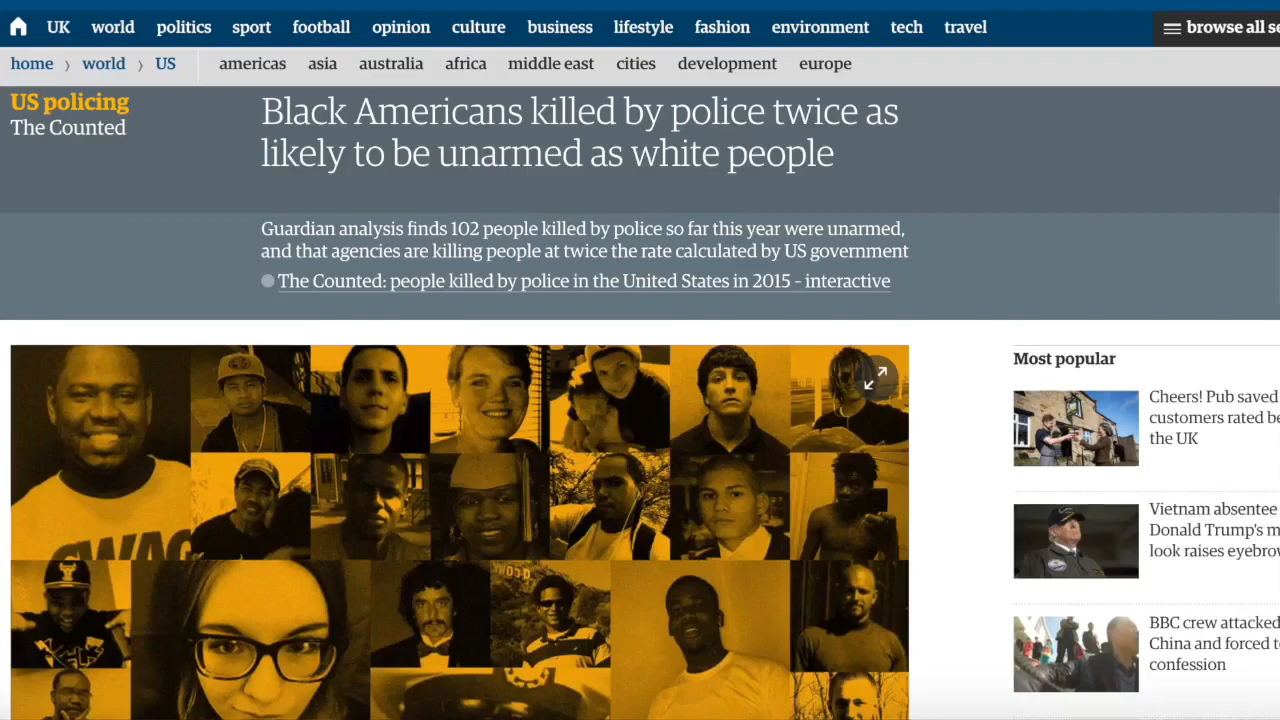 UK world politics sport football opinion culture business lifestyle fashion environment tech travel browse all
home › world › US americas asia australia africa middle east cities development europe
US policing
The Counted
Black Americans killed by police twice as
likely to be unarmed as white people
Guardian analysis finds 102 people killed by police so far this year were unarmed,
and that agencies are killing people at twice the rate calculated by US government
The Counted: people killed by police in the United States in 2015 – interactive
SWAG
Most popular
Cheers! Pub saved
customers rated
the UK
Vietnam absentee
Donald Trump's
look raises
BBC crew attacked
China and forced
confession